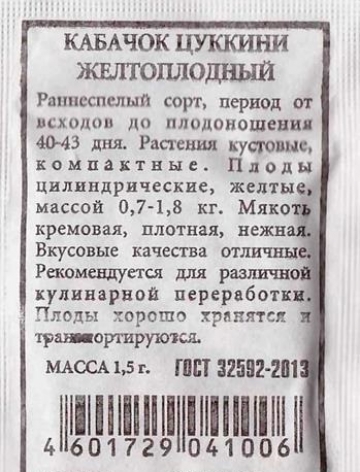 КАБАЧОК ЦУККИНИ
ЖЕЛТОПЛОДНЫЙ
Раннеспелый сорт, период от
всходов до плодоношения
40-43 дня. Растения кустовые,
компактные. Плоды
цилиндрические, желтые,
массой 0,7-1,8 кг. Мякоть
кремовая, плотная, нежная.
Вкусовые качества отличные.
Рекомендуется для различной
кулинарной переработки.
Плоды хорошо хранятся и
транспортируются.
МАССА 1,5 г. ГОСТ 32592-2013
4 601729 041006